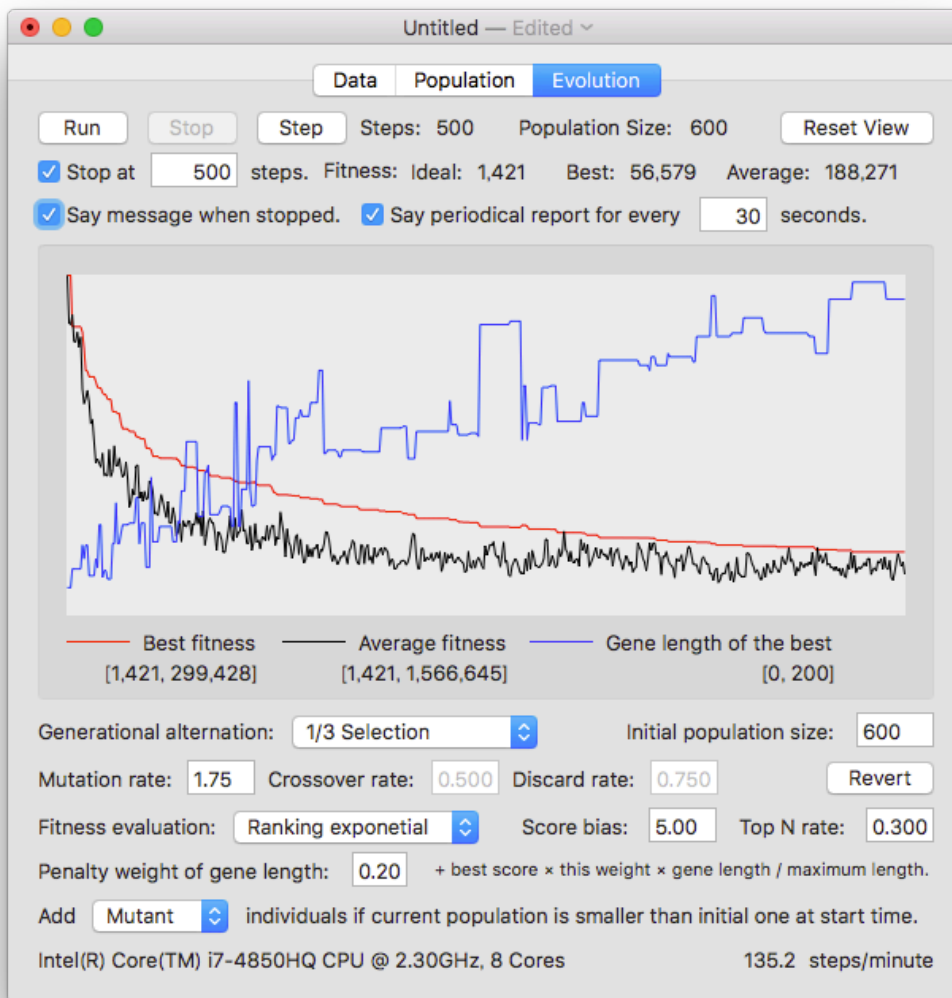 Untitled — Edited
Data Population Evolution
Run Stop Step Steps: 500 Population Size: 600 Reset View
Stop at 500 steps. Fitness: Ideal: 1,421 Best: 56,579 Average: 188,271
Say message when stopped. Say periodical report for every 30 seconds.
Best fitness Average fitness Gene length of the best
[1,421, 299,428] [1,421, 1,566,645] [0, 200]
Generational alternation: 1/3 Selection Initial population size: 600
Mutation rate: 1.75 Crossover rate: 0.500 Discard rate: 0.750 Revert
Fitness evaluation: Ranking exponetial Score bias: 5.00 Top N rate: 0.300
Penalty weight of gene length: 0.20 + best score × this weight × gene length / maximum length.
Add Mutant individuals if current population is smaller than initial one at start time.
Intel(R) Core(TM) i7-4850HQ CPU @ 2.30GHz, 8 Cores 135.2 steps/minute